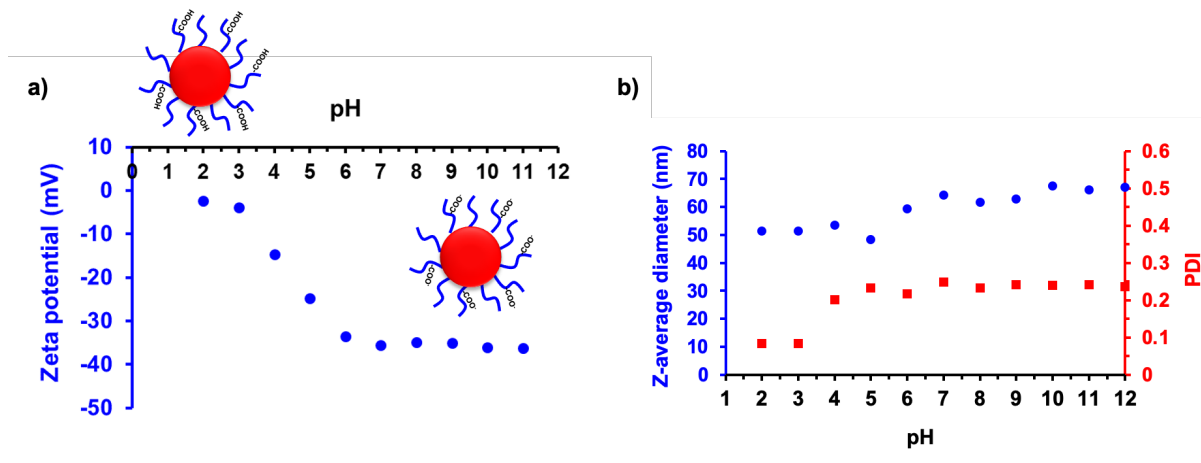 a)
-COOH
-COOH
-COOH
-COOH
-COOH
-COOH
pH
10
0
-10
-20
-30
-40
-50
Zeta potential (mV)
0 1 2 3 4 5 6 7 8 9 10 11 12
-COO-
-COO-
-COO-
-COO-
-COO-
b)
80
70
60
50
40
30
20
10
0
Z-average diameter (nm)
0.6
0.5
0.4
0.3
0.2
0.1
0
PDI
1 2 3 4 5 6 7 8 9 10 11 12
pH